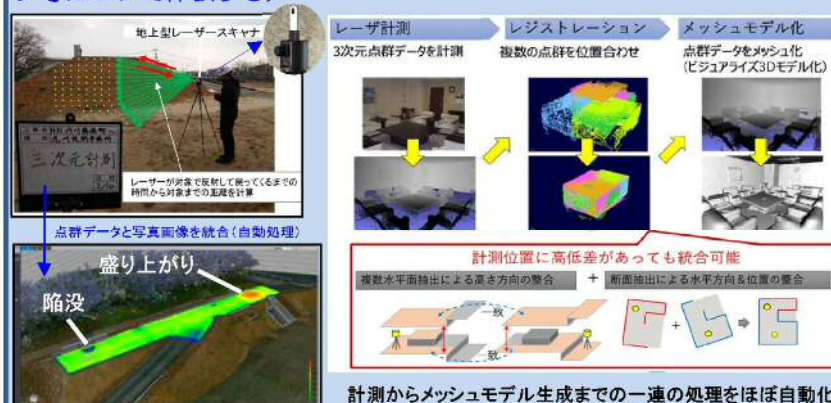 地上型レーザースキャナ
三次元計測
レーザーが対象で反射して戻ってくるまでの
時間から対象までの距離を計算
点群データと写真画像を統合(自動処理)
盛り上がり
陥没
レーザ計測
3次元点群データを計測
レジストレーション
複数の点群を位置合わせ
メッシュモデル化
点群データをメッシュ化
(ビジュアライズ3Dモデル化)
計測位置に高低差があっても統合可能
複数水平面抽出による高さ方向の整合
+
断面抽出による水平方向&位置の整合
一致
一致
+
計測からメッシュモデル生成までの一連の処理をほぼ自動化